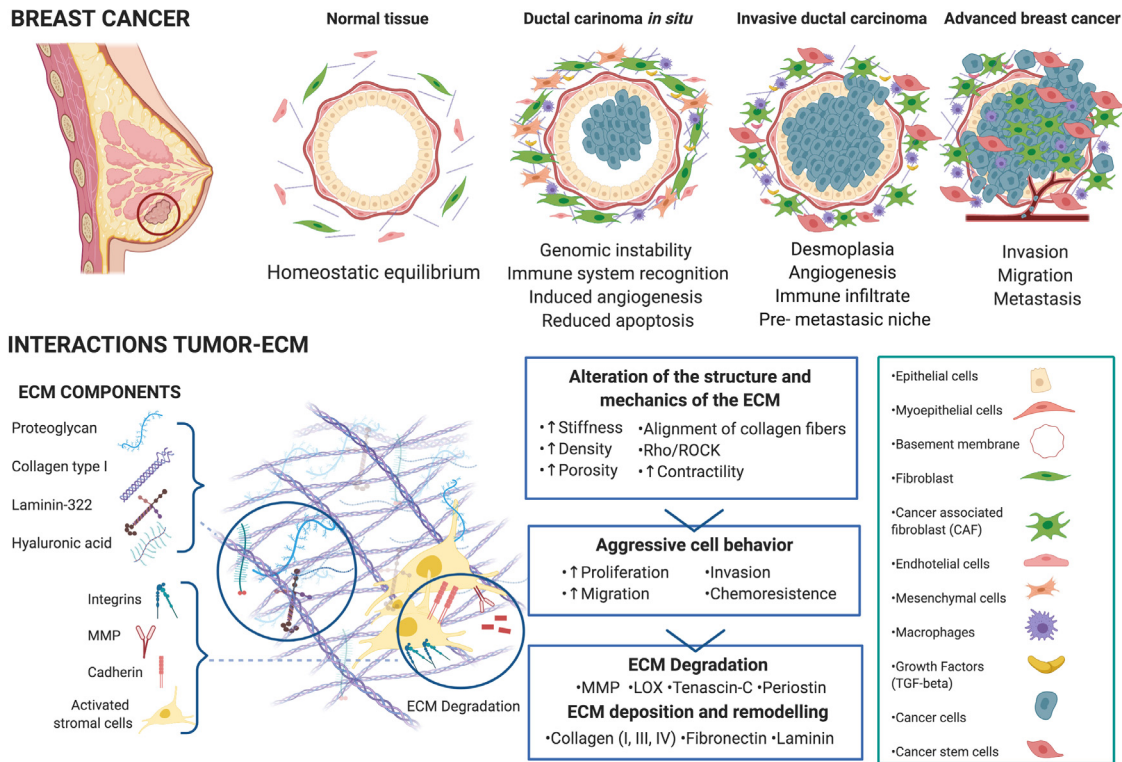 BREAST CANCER
Normal tissue
Ductal carinoma in situ
Invasive ductal carcinoma
Advanced breast cancer
Homeostatic equilibrium
Genomic instability
Immune system recognition
Induced angiogenesis
Reduced apoptosis
Desmoplasia
Angiogenesis
Immune infiltrate
Pre- metastasic niche
Invasion
Migration
Metastasis
INTERACTIONS TUMOR-ECM
ECM COMPONENTS
Proteoglycan
Collagen type I
Laminin-322
Hyaluronic acid
Integrins
MMP
Cadherin
Activated
stromal cells
ECM Degradation
Alteration of the structure and
mechanics of the ECM
•↑Stiffness •Alignment of collagen fibers
•↑Density •Rho/ROCK
•↑Porosity •↑Contractility
Aggressive cell behavior
•↑Proliferation •Invasion
•↑Migration •Chemoresistence
ECM Degradation
•MMP •LOX •Tenascin-C •Periostin
ECM deposition and remodelling
•Collagen (I, III, IV) •Fibronectin •Laminin
•Epithelial cells
•Myoepithelial cells
•Basement membrane
•Fibroblast
•Cancer associated
fibroblast (CAF)
•Endothelial cells
•Mesenchymal cells
•Macrophages
•Growth Factors
(TGF-beta)
•Cancer cells
•Cancer stem cells